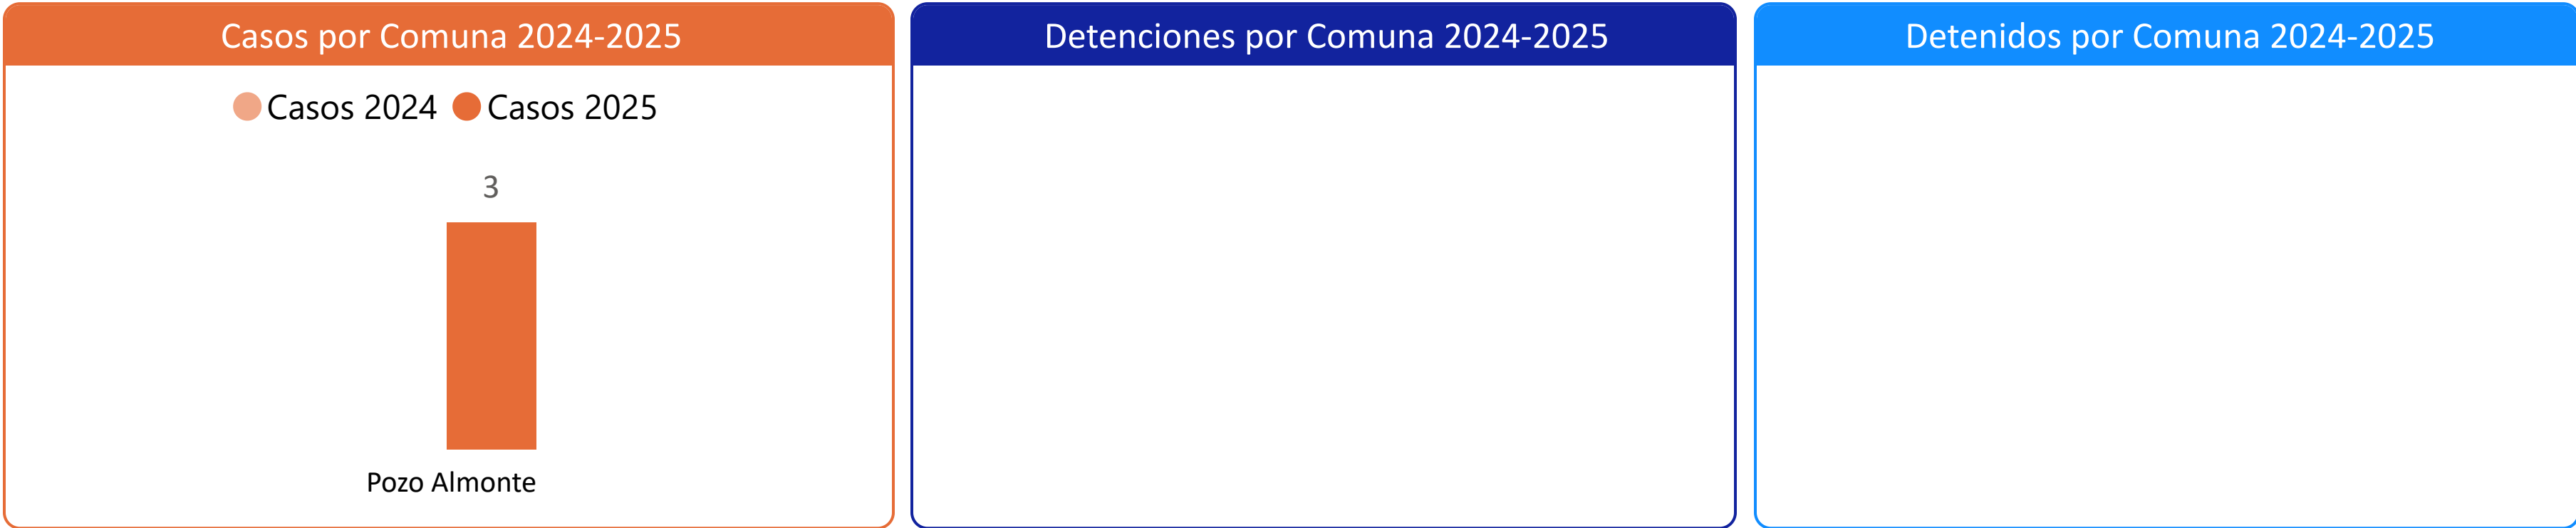 Casos por Comuna 2024-2025
Casos 2024 Casos 2025
3
Pozo Almonte
Detenciones por Comuna 2024-2025
Detenidos por Comuna 2024-2025